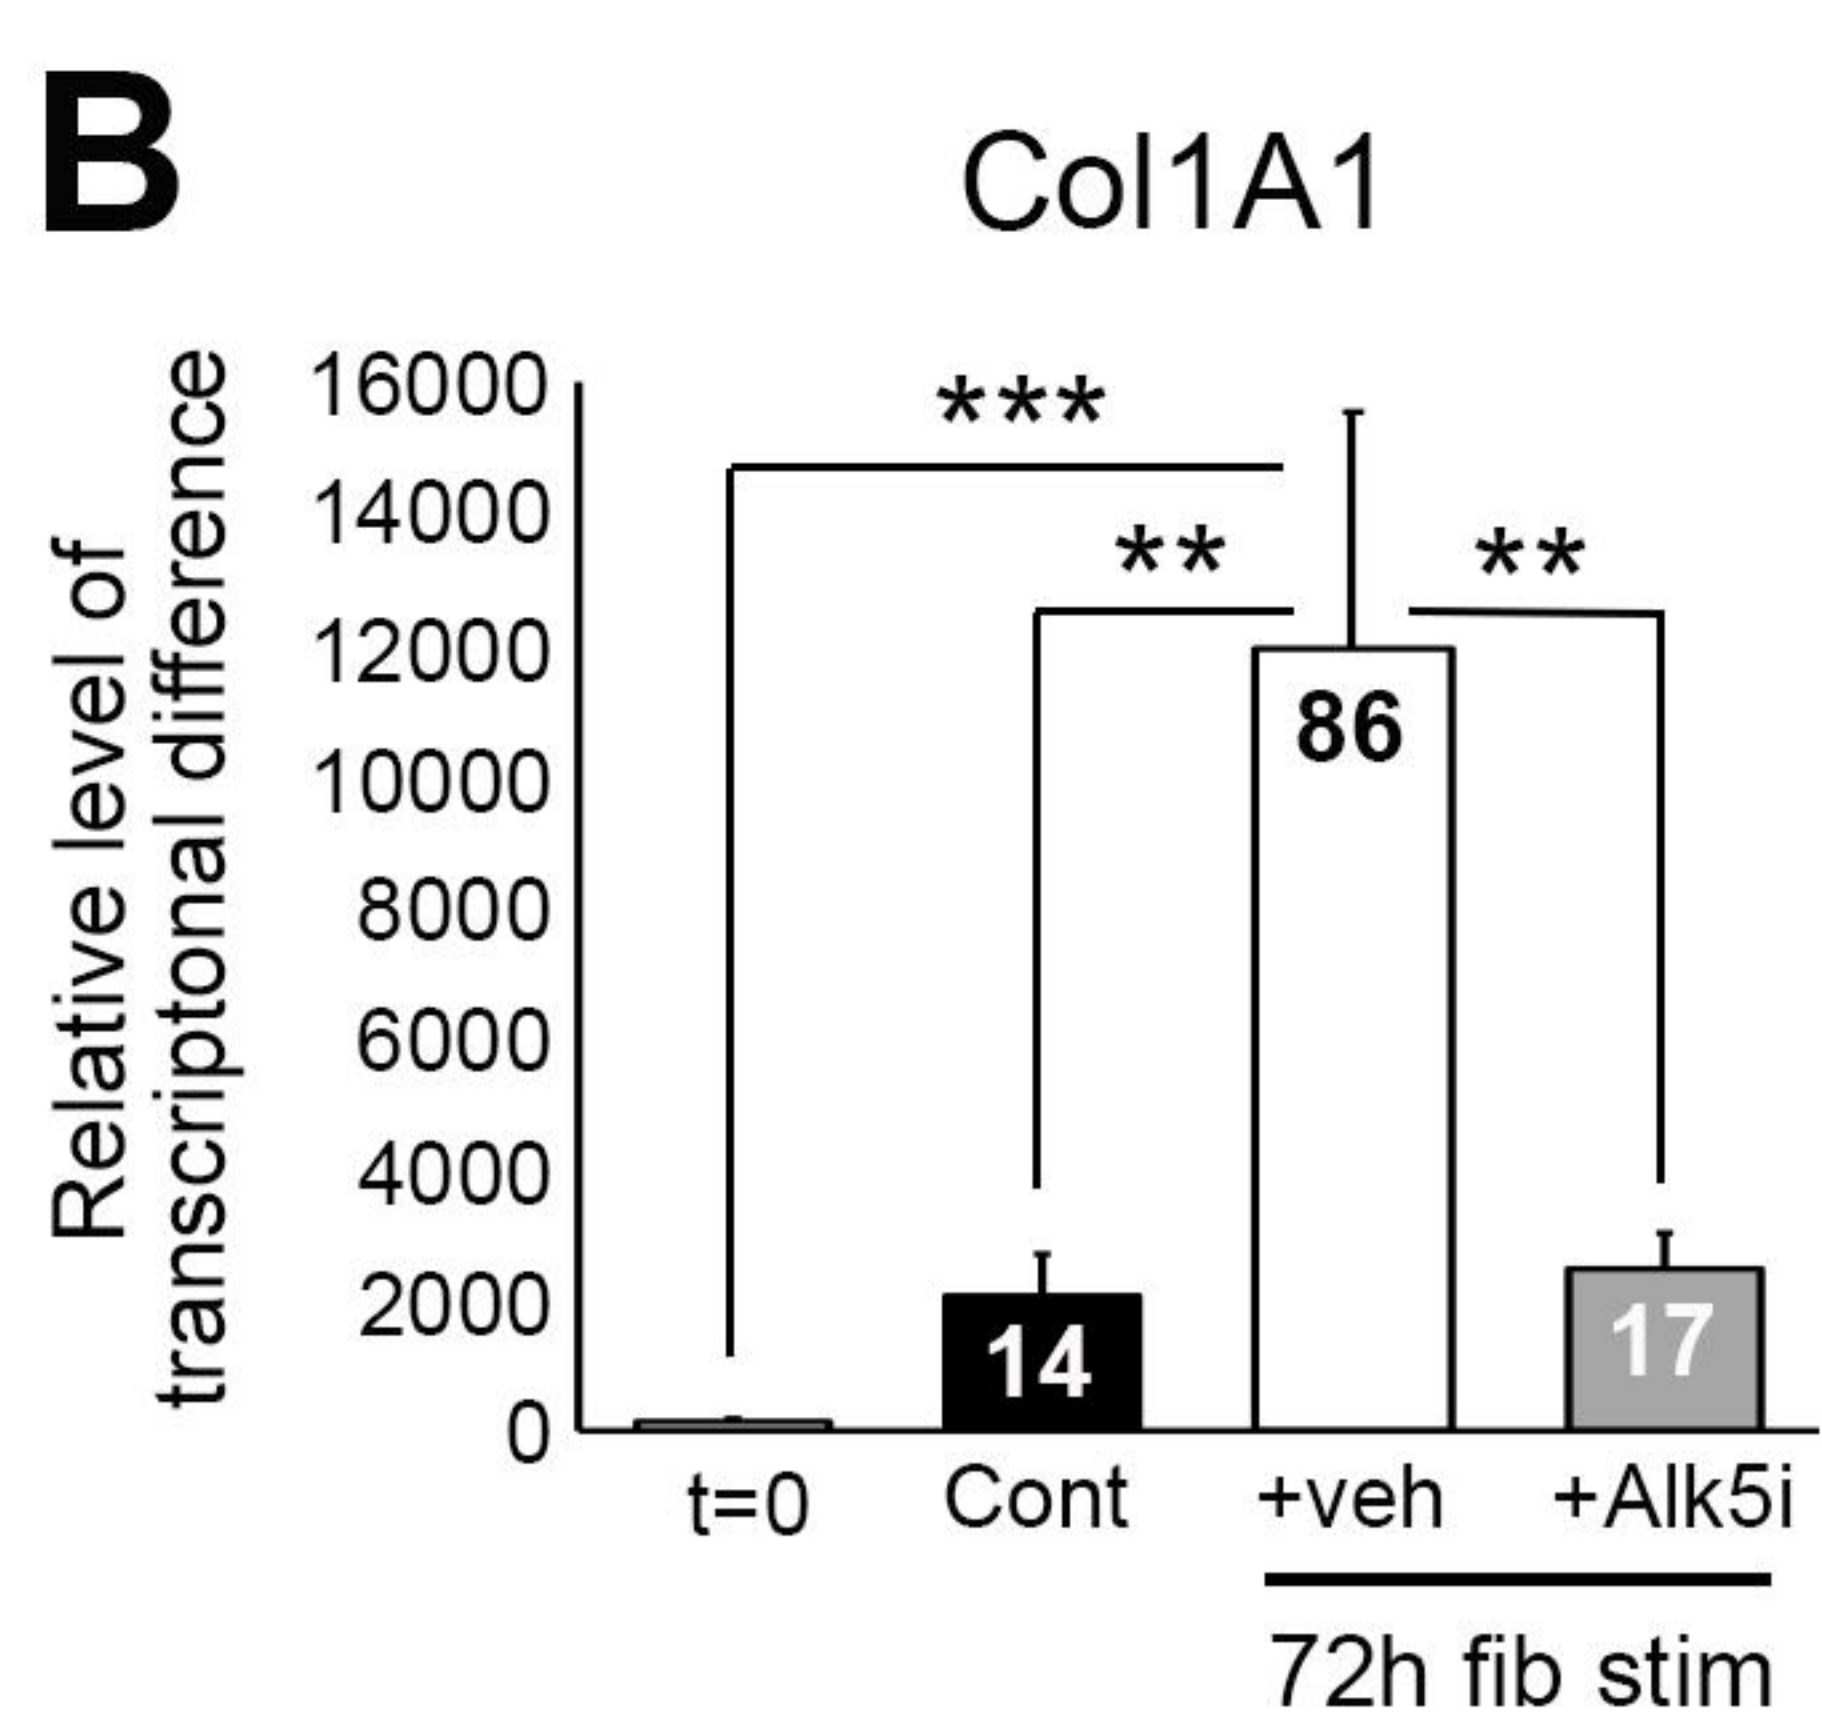 B
Col1A1
Relative level of
transcriptonal difference
16000
14000
12000
10000
8000
6000
4000
2000
0
***
**
**
86
14
17
t=0
Cont
+veh
+Alk5i
72h fib stim